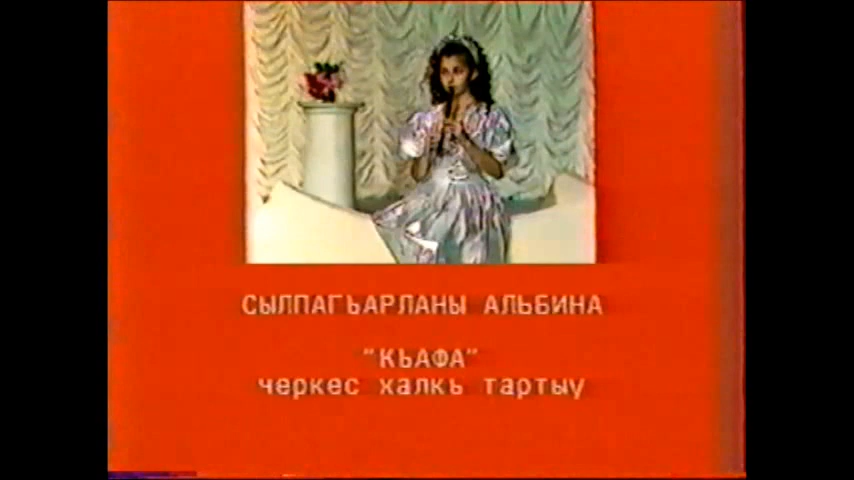 СЫЛПАГЪАРЛАНЫ АЛЬБИНА
"КЪАФА"
черкес халкъ тартыу